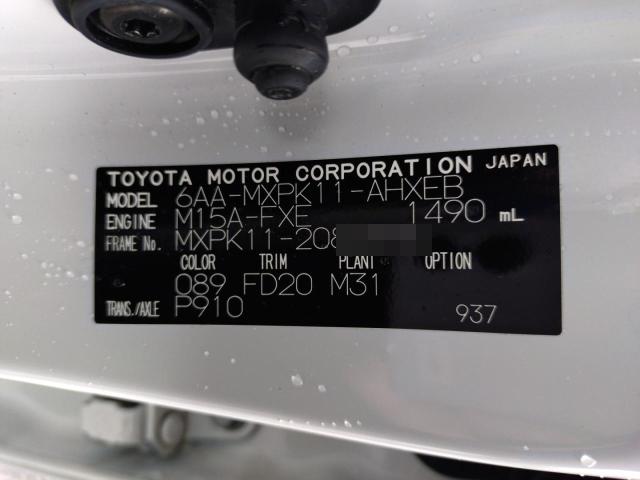 TOYOTA MOTOR CORPORATION JAPAN
MODEL 6AA-MXPK11-AHXEB
ENGINE M15A-FXE 1490 mL
FRAME No. MXPK11-208
COLOR TRIM PLANT OPTION
089 FD20 M31
TRANS./AXLE P910 937